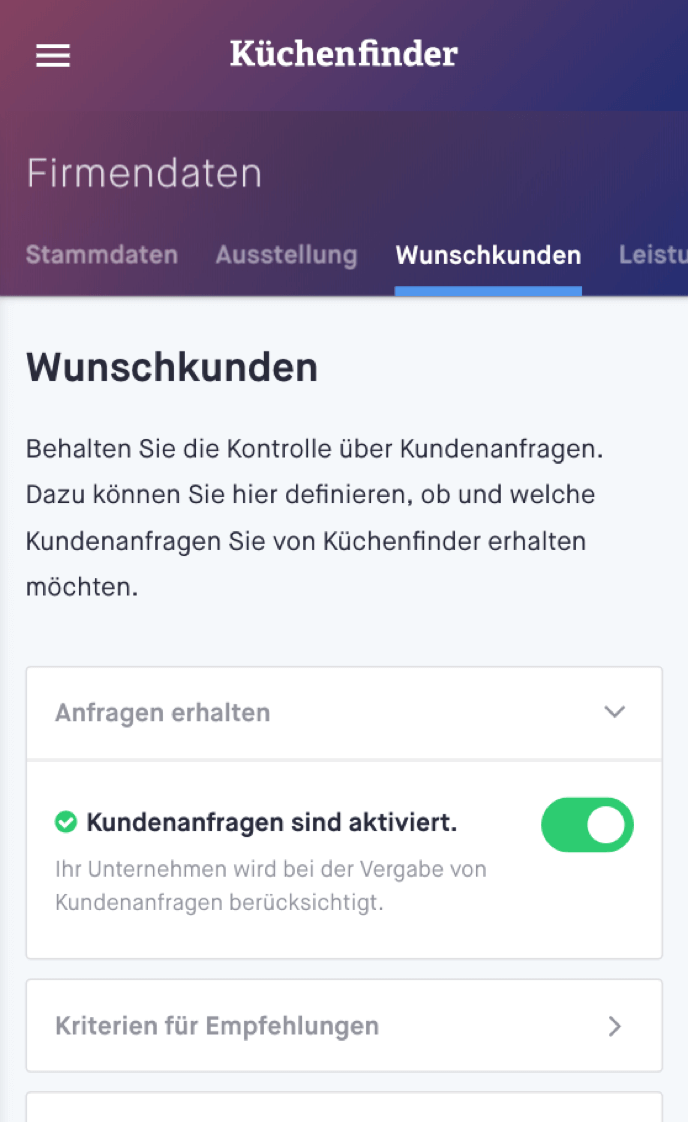 Küchenfinder
Firmendaten
Stammdaten Ausstellung Wunschkunden Leistu
Wunschkunden
Behalten Sie die Kontrolle über Kundenanfragen.
Dazu können Sie hier definieren, ob und welche
Kundenanfragen Sie von Küchenfinder erhalten
möchten.
Anfragen erhalten
Kundenanfragen sind aktiviert.
Ihr Unternehmen wird bei der Vergabe von
Kundenanfragen berücksichtigt.
Kriterien für Empfehlungen